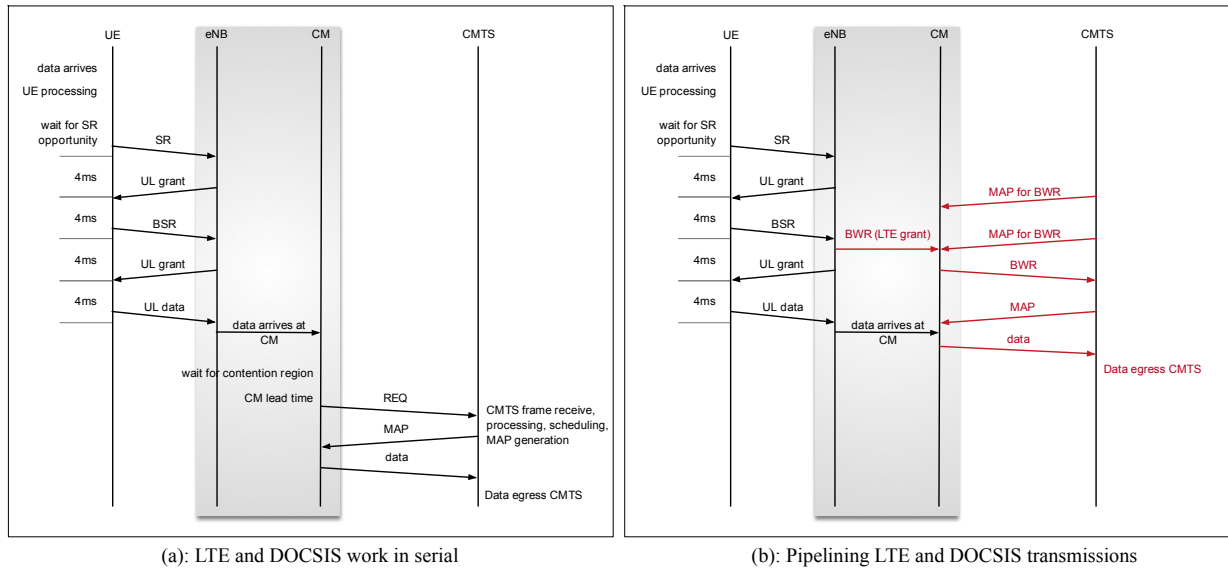 UE
eNB
CM
CMTS
data arrives
UE processing
wait for SR
opportunity
SR
4ms
UL grant
4ms
BSR
4ms
UL grant
4ms
UL data
data arrives at
CM
wait for contention region
CM lead time
REQ
CMTS frame receive,
processing, scheduling,
MAP generation
MAP
data
Data egress CMTS
(a): LTE and DOCSIS work in serial
UE
eNB
CM
CMTS
data arrives
UE processing
wait for SR
opportunity
SR
4ms
UL grant
MAP for BWR
4ms
BSR
BWR (LTE grant)
MAP for BWR
4ms
UL grant
BWR
4ms
UL data
MAP
data arrives at
CM
data
Data egress CMTS
(b): Pipelining LTE and DOCSIS transmissions